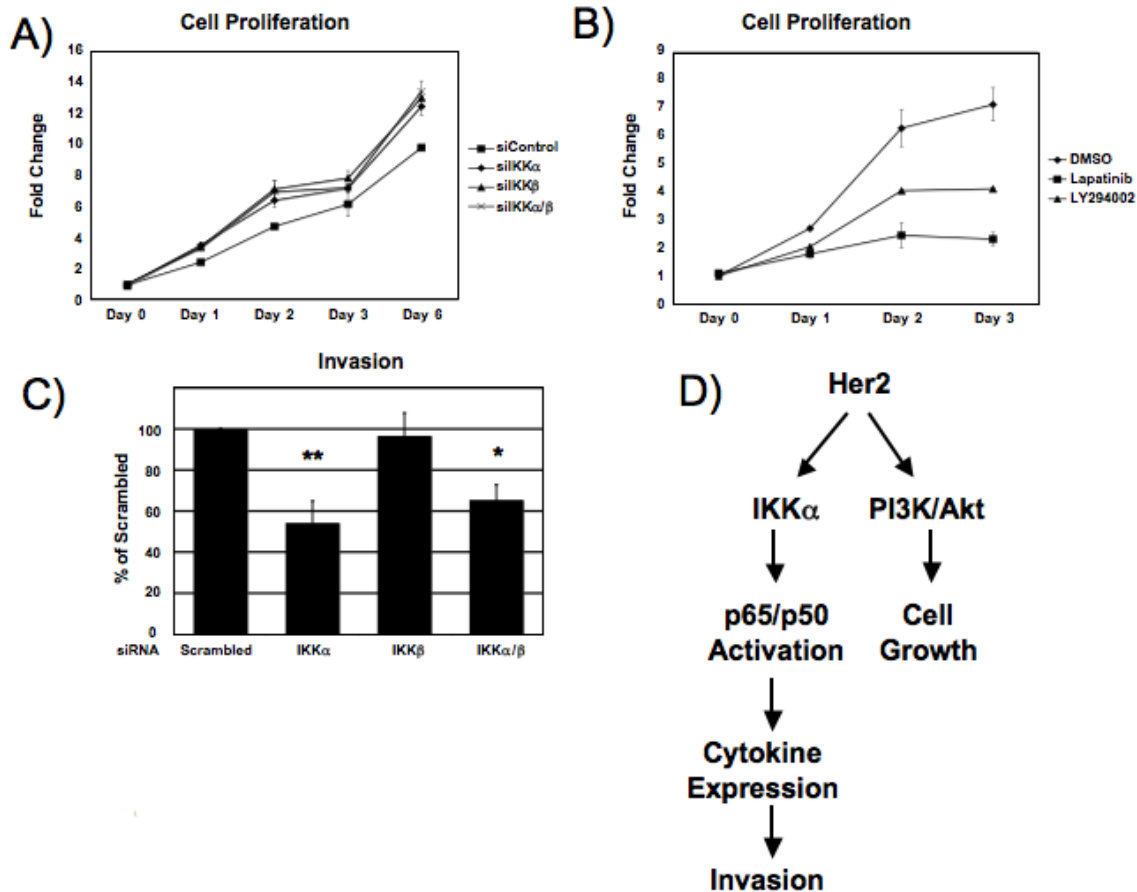 A)
Cell Proliferation
Fold Change
16
14
12
10
8
6
4
2
0
Day 0 Day 1 Day 2 Day 3 Day 6
siControl
siIKKα
siIKKβ
siIKKα/β
B)
Cell Proliferation
Fold Change
9
8
7
6
5
4
3
2
1
0
Day 0 Day 1 Day 2 Day 3
DMSO
Lapatinib
LY294002
C)
Invasion
% of Scrambled
100
80
60
40
20
0
** *
siRNA Scrambled IKKα IKKβ IKKα/β
D)
Her2
IKKα PI3K/Akt
p65/p50 Cell
Activation Growth
Cytokine
Expression
Invasion